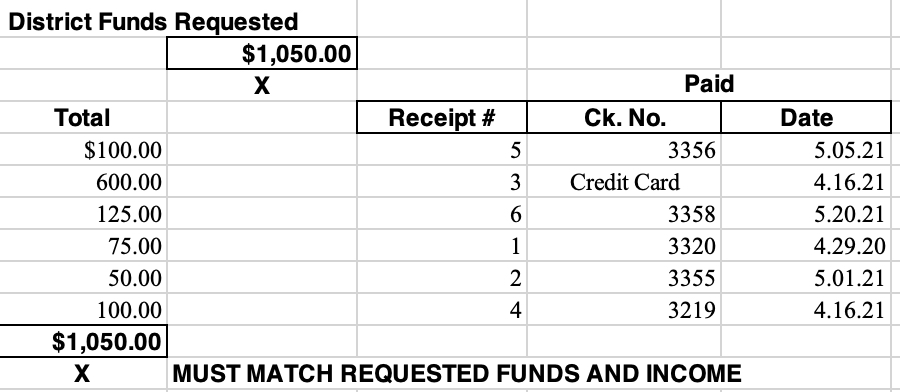 District Funds Requested
$1,050.00
X Paid
Total Receipt # Ck. No. Date
$100.00 5 3356 5.05.21
600.00 3 Credit Card 4.16.21
125.00 6 3358 5.20.21
75.00 1 3320 4.29.20
50.00 2 3355 5.01.21
100.00 4 3219 4.16.21
$1,050.00
X MUST MATCH REQUESTED FUNDS AND INCOME